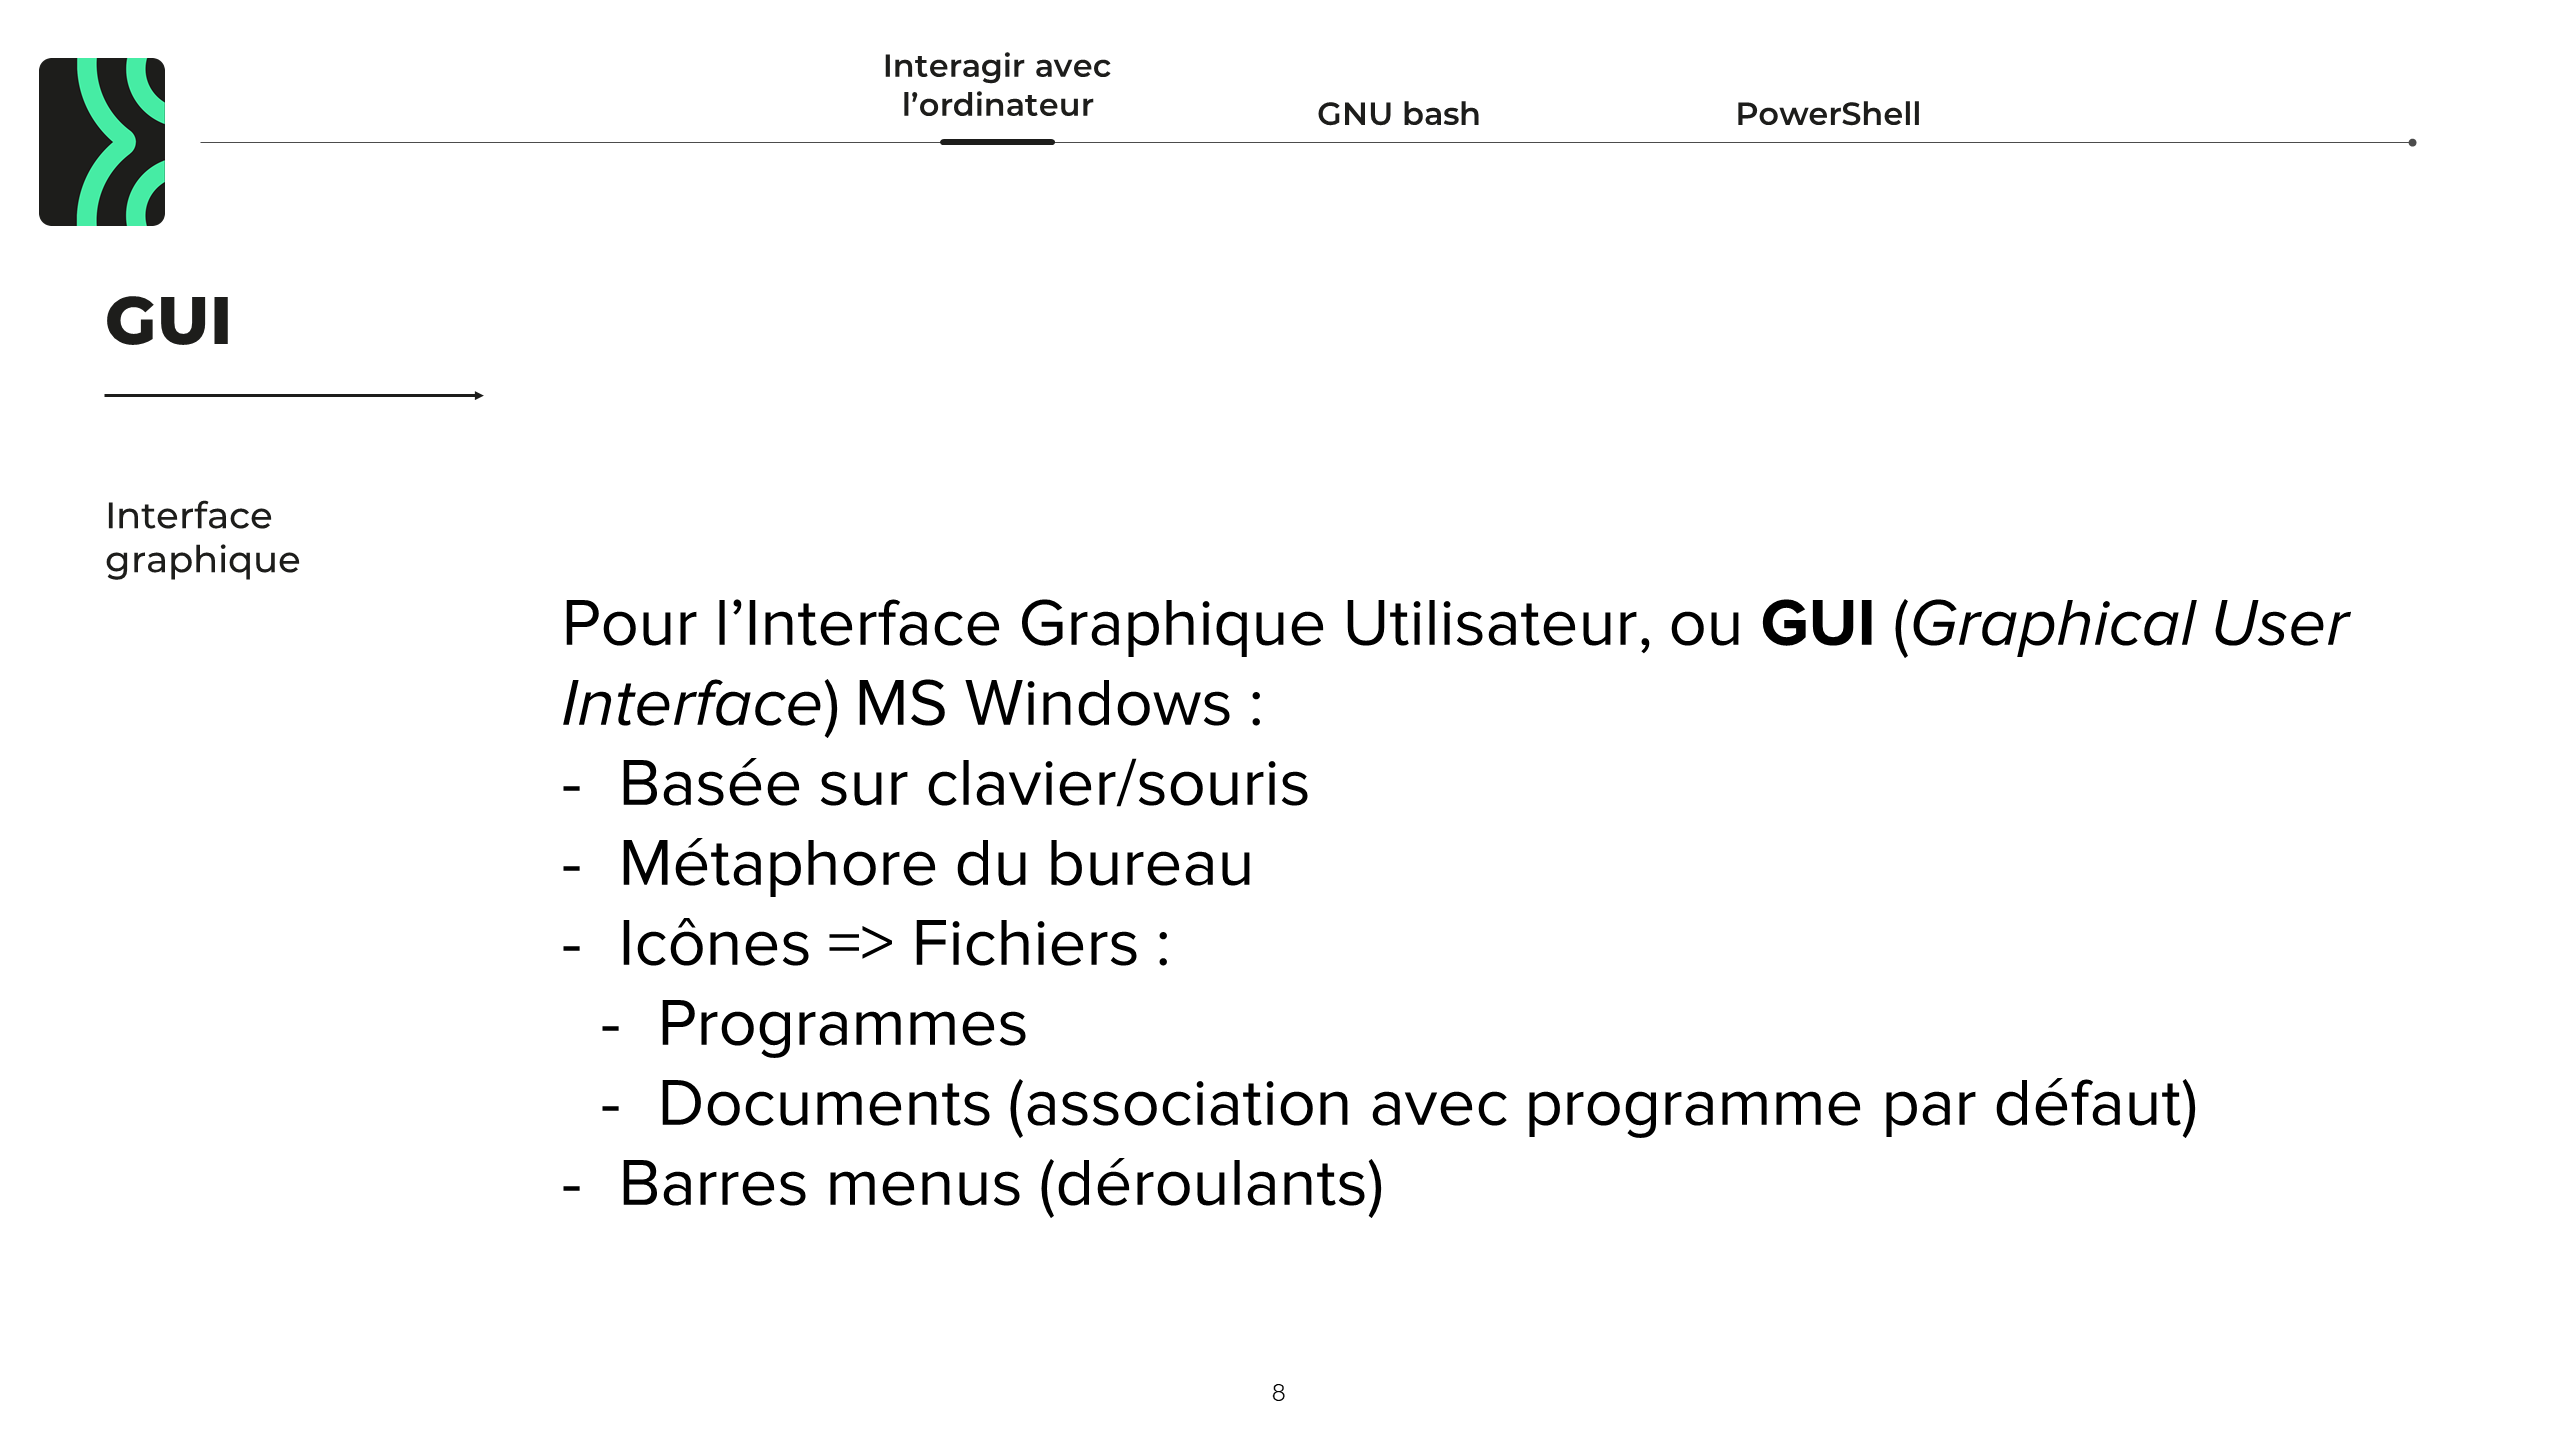 Interagir avec
l’ordinateur
GNU bash
PowerShell
GUI
Interface
graphique
Pour l’Interface Graphique Utilisateur, ou GUI (Graphical User
Interface) MS Windows :
- Basée sur clavier/souris
- Métaphore du bureau
- Icônes => Fichiers :
- Programmes
- Documents (association avec programme par défaut)
- Barres menus (déroulants)
8